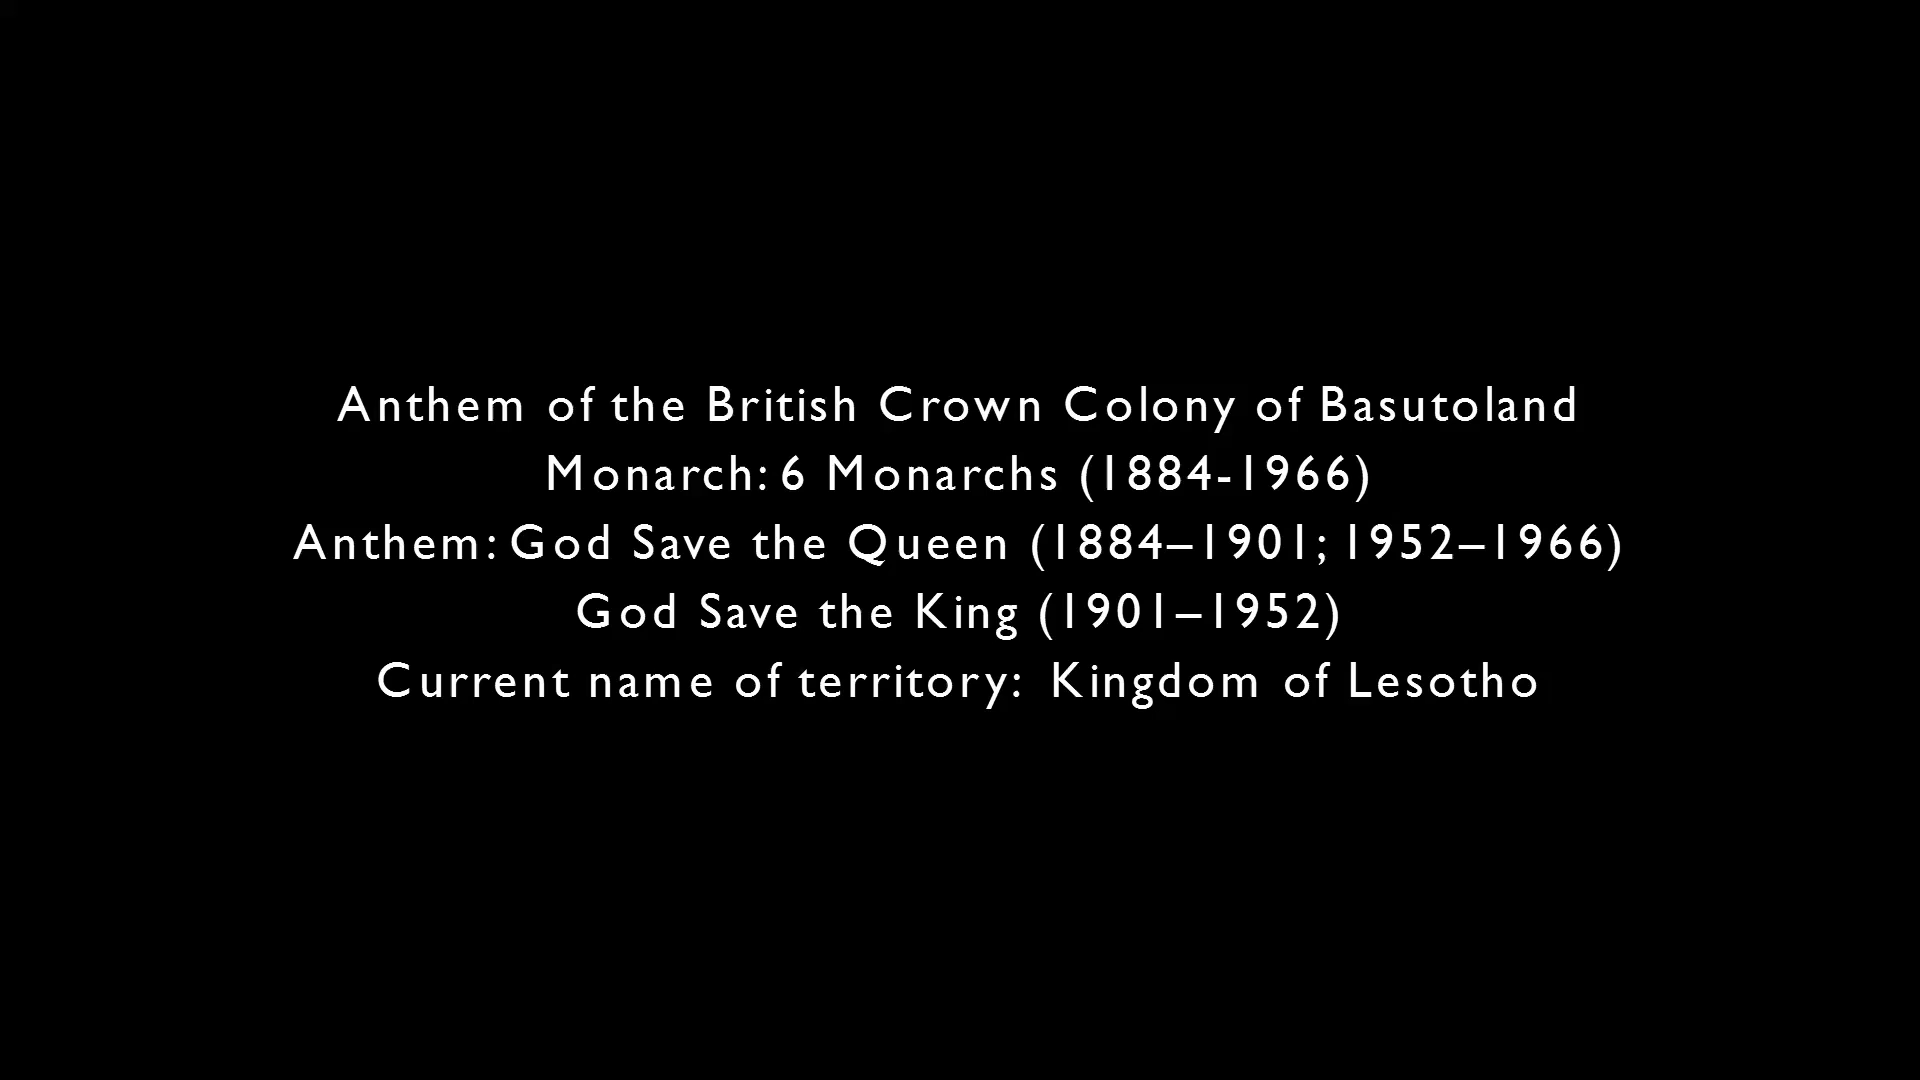 Anthem of the British Crown Colony of Basutoland
Monarch: 6 Monarchs (1884-1966)
Anthem: God Save the Queen (1884–1901; 1952–1966)
God Save the King (1901–1952)
Current name of territory: Kingdom of Lesotho